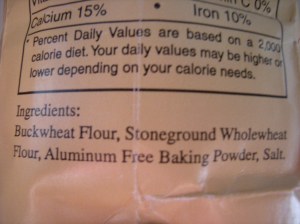 C 0%
Calcium 15% • Iron 10%
* Percent Daily Values are based on a 2,000
calorie diet. Your daily values may be higher or
lower depending on your calorie needs.
Ingredients:
Buckwheat Flour, Stoneground Wholewheat
Flour, Aluminum Free Baking Powder, Salt.